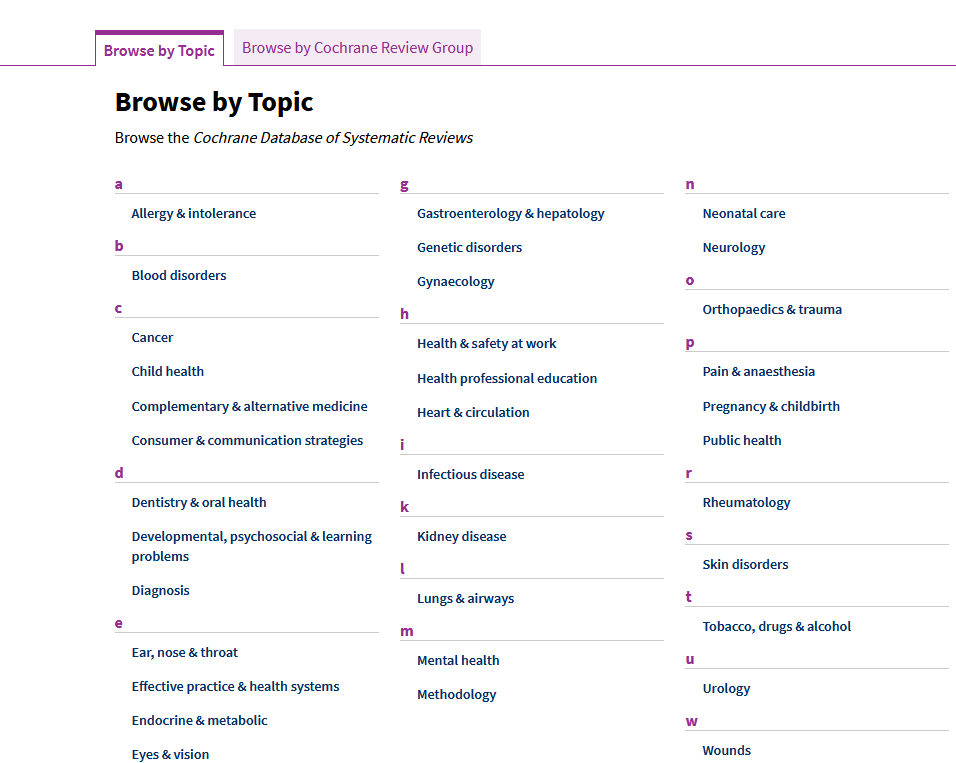 Browse by Topic
Browse by Cochrane Review Group
Browse by Topic
Browse the Cochrane Database of Systematic Reviews
a
Allergy & intolerance
b
Blood disorders
c
Cancer
Child health
Complementary & alternative medicine
Consumer & communication strategies
d
Dentistry & oral health
Developmental, psychosocial & learning
problems
Diagnosis
e
Ear, nose & throat
Effective practice & health systems
Endocrine & metabolic
Eyes & vision
g
Gastroenterology & hepatology
Genetic disorders
Gynaecology
h
Health & safety at work
Health professional education
Heart & circulation
i
Infectious disease
k
Kidney disease
l
Lungs & airways
m
Mental health
Methodology
n
Neonatal care
Neurology
o
Orthopaedics & trauma
p
Pain & anaesthesia
Pregnancy & childbirth
Public health
r
Rheumatology
s
Skin disorders
t
Tobacco, drugs & alcohol
u
Urology
w
Wounds